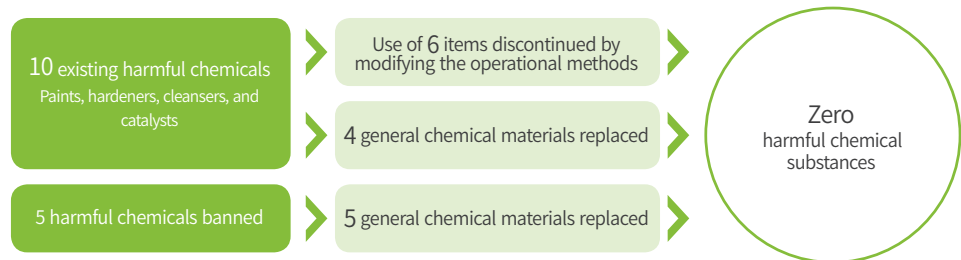 10 existing harmful chemicals
Paints, hardeners, cleansers, and
catalysts
Use of 6 items discontinued by
modifying the operational methods
4 general chemical materials replaced
5 harmful chemicals banned
5 general chemical materials replaced
Zero
harmful chemical
substances